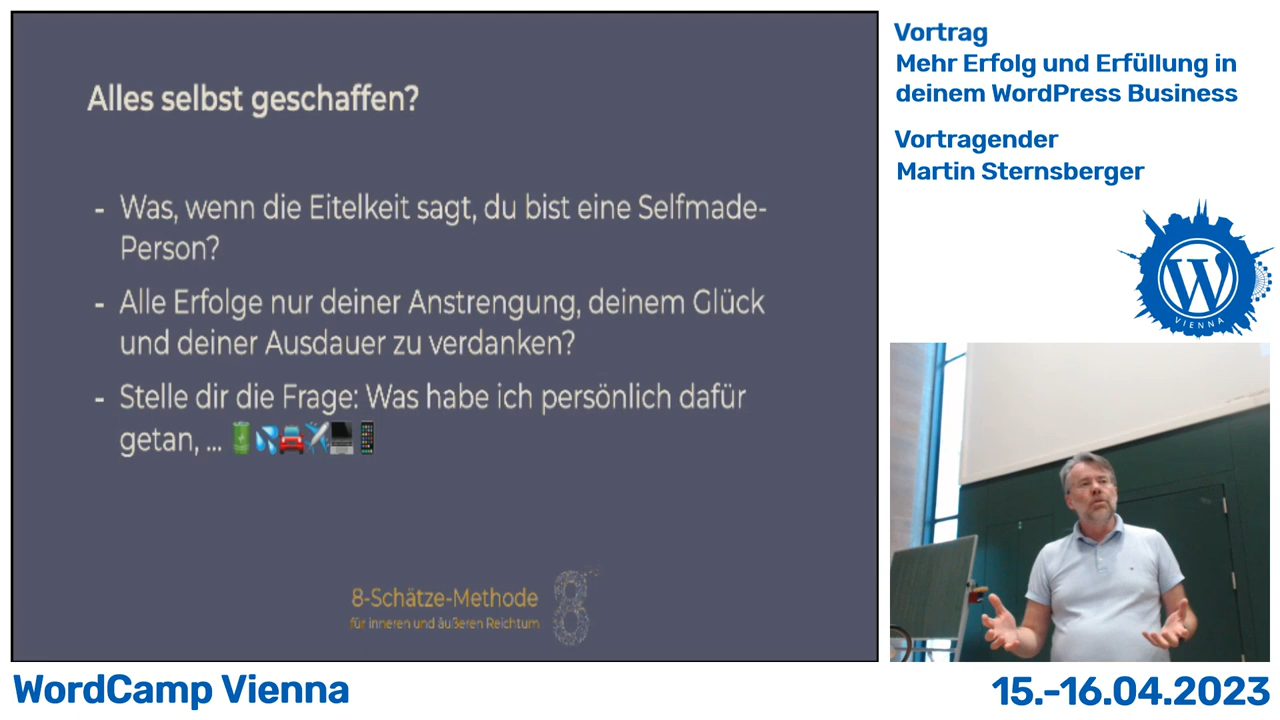 Alles selbst geschaffen?
- Was, wenn die Eitelkeit sagt, du bist eine Selfmade-
Person?
- Alle Erfolge nur deiner Anstrengung, deinem Glück
und deiner Ausdauer zu verdanken?
- Stelle dir die Frage: Was habe ich persönlich dafür
getan, ... 🔋💦🚘✈️💻📱
8-Schätze-Methode
für inneren und äußeren Reichtum
8
Vortrag
Mehr Erfolg und Erfüllung in
deinem WordPress Business
Vortragender
Martin Sternsberger
W
VIENNA
WordCamp Vienna
15.-16.04.2023